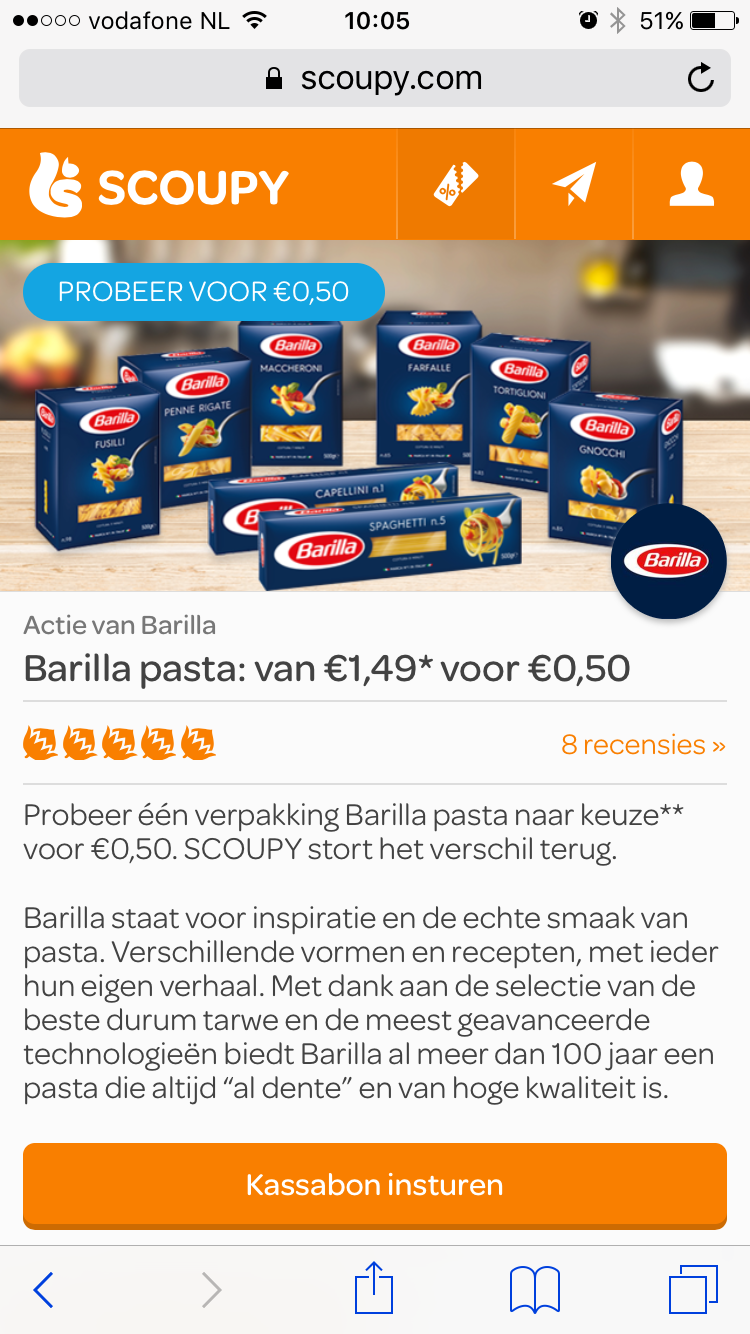 vodafone NL 10:05 51%
scoupy.com
SCOUPY
%
PROBEER VOOR €0,50
Barilla
MACCHERONI
Barilla
FARFALLE
Barilla
PENNE RIGATE
Barilla
TORTIGLIONI
Barilla
FUSILLI
Barilla
GNOCCHI
CAPELLINI n.1
SPAGHETTI n.5
Barilla
Barilla
Actie van Barilla
Barilla pasta: van €1,49* voor €0,50
8 recensies »
Probeer één verpakking Barilla pasta naar keuze**
voor €0,50. SCOUPY stort het verschil terug.
Barilla staat voor inspiratie en de echte smaak van
pasta. Verschillende vormen en recepten, met ieder
hun eigen verhaal. Met dank aan de selectie van de
beste durum tarwe en de meest geavanceerde
technologieën biedt Barilla al meer dan 100 jaar een
pasta die altijd “al dente” en van hoge kwaliteit is.
Kassabon insturen